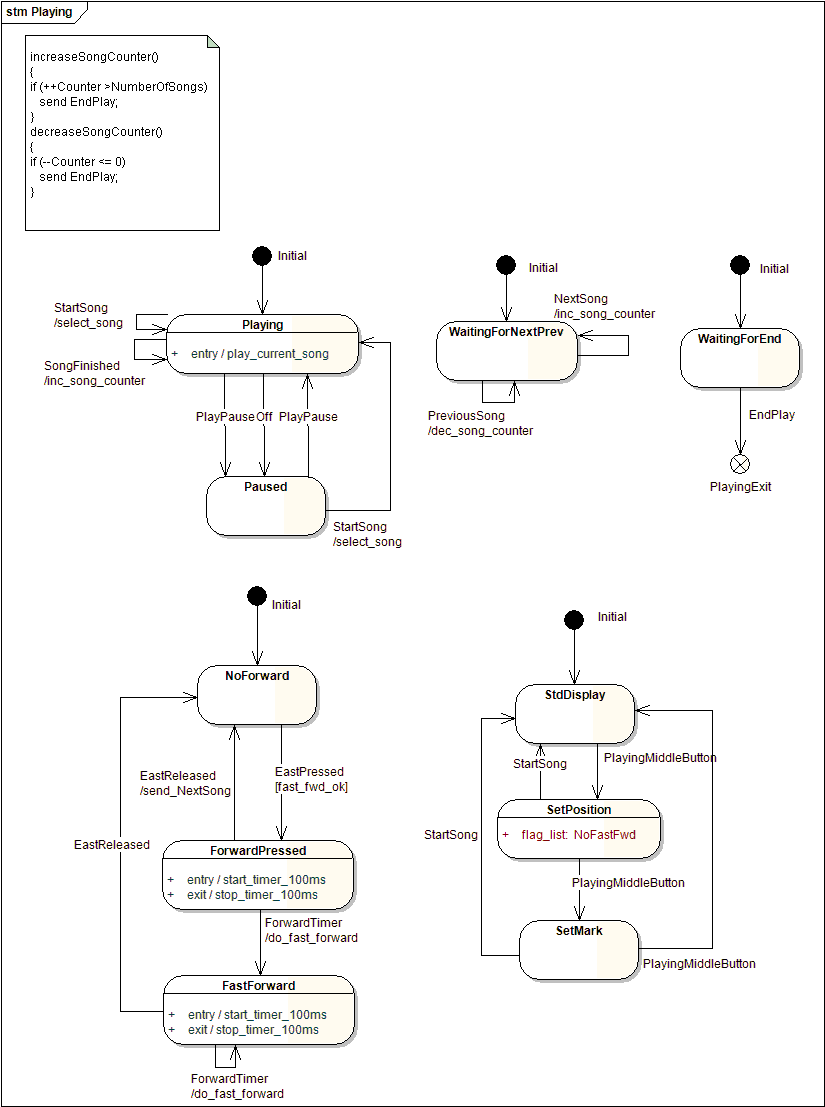 stm Playing
increaseSongCounter()
{
if (++Counter >NumberOfSongs)
send EndPlay;
}
decreaseSongCounter()
{
if (--Counter <= 0)
send EndPlay;
}
Initial
StartSong
/select_song
Playing
+ entry / play_current_song
SongFinished
/inc_song_counter
PlayPause
Off
PlayPause
Paused
StartSong
/select_song
Initial
WaitingForNextPrev
NextSong
/inc_song_counter
PreviousSong
/dec_song_counter
Initial
WaitingForEnd
EndPlay
PlayingExit
Initial
NoForward
EastReleased
/send_NextSong
EastPressed
[fast_fwd_ok]
EastReleased
ForwardPressed
+ entry / start_timer_100ms
+ exit / stop_timer_100ms
ForwardTimer
/do_fast_forward
FastForward
+ entry / start_timer_100ms
+ exit / stop_timer_100ms
ForwardTimer
/do_fast_forward
Initial
StdDisplay
StartSong
PlayingMiddleButton
SetPosition
+ flag_list: NoFastFwd
StartSong
PlayingMiddleButton
SetMark
PlayingMiddleButton